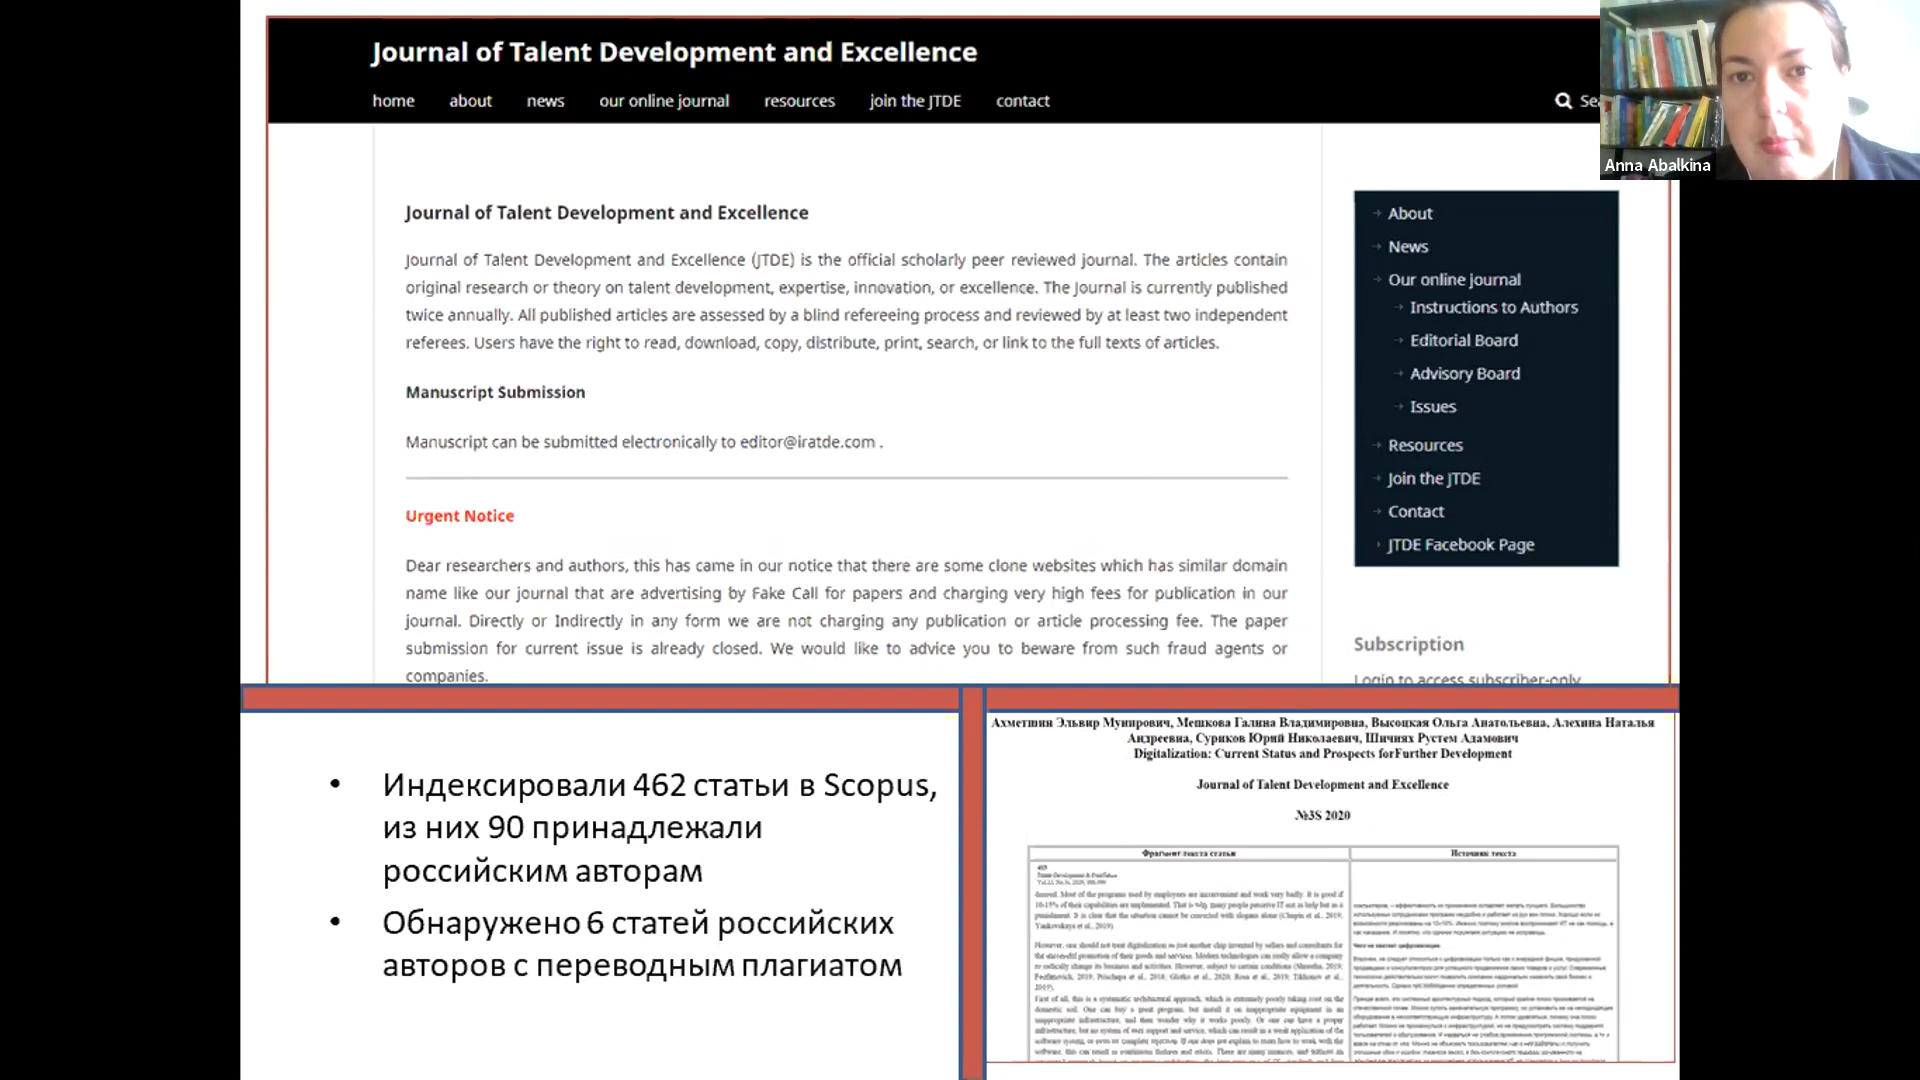 Journal of Talent Development and Excellence
home about news our online journal resources join the JTDE contact
Anna Abalkina
Journal of Talent Development and Excellence
Journal of Talent Development and Excellence (JTDE) is the official scholarly peer reviewed journal. The articles contain
original research or theory on talent development, expertise, innovation, or excellence. The Journal is currently published
twice annually. All published articles are assessed by a blind refereeing process and reviewed by at least two independent
referees. Users have the right to read, download, copy, distribute, print, search, or link to the full texts of articles.
Manuscript Submission
Manuscript can be submitted electronically to editor@iratde.com .
Urgent Notice
Dear researchers and authors, this has came in our notice that there are some clone websites which has similar domain
name like our journal that are advertising by Fake Call for papers and charging very high fees for publication in our
journal. Directly or Indirectly in any form we are not charging any publication or article processing fee. The paper
submission for current issue is already closed. We would like to advice you to beware from such fraud agents or
companies.
About
News
Our online journal
Instructions to Authors
Editorial Board
Advisory Board
Issues
Resources
Join the JTDE
Contact
JTDE Facebook Page
Subscription
Login to access subscriber-only
• Индексировали 462 статьи в Scopus,
из них 90 принадлежали
российским авторам
• Обнаружено 6 статей российских
авторов с переводным плагиатом
Ахметшин Эльвир Мунирович, Мешкова Галина Владимировна, Высоцкая Ольга Анатольевна, Алехина Наталья
Андреевна, Суриков Юрий Николаевич, Шичиях Рустем Адамович
Digitalization: Current Status and Prospects forFurther Development
Journal of Talent Development and Excellence
№3S 2020
Фрагмент текста статьи Источник текста